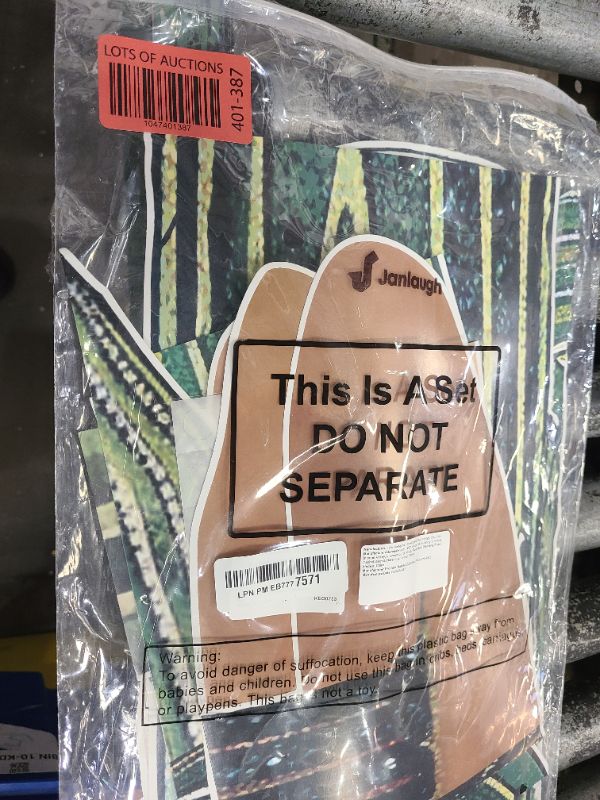 LOTS OF AUCTIONS
1047401387
401-387
Janlaugh
This Is A Set
DO NOT
SEPARATE
LPN PM EB777 7571
Warning:
To avoid danger of suffocation, keep this plastic bag away from
babies and children. Do not use this bag in cribs, beds, carriages,
or playpens. This bag is not a toy.